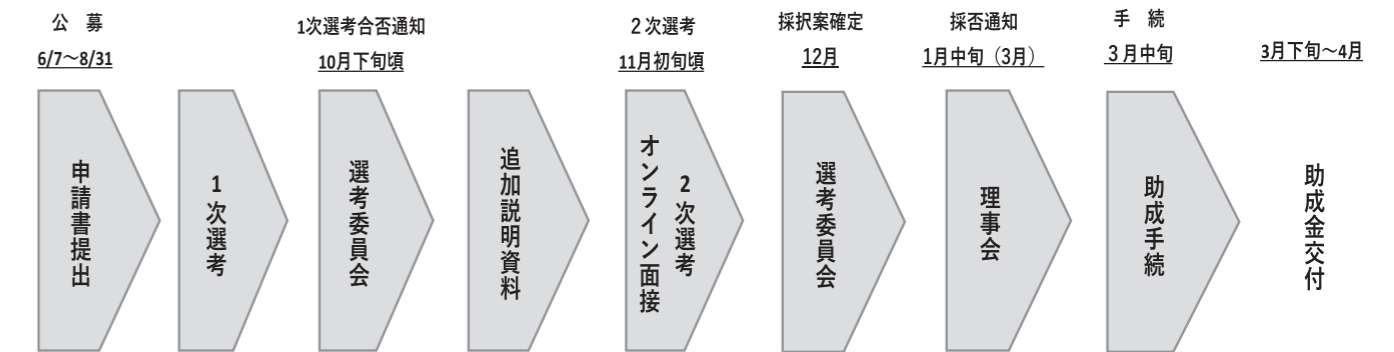 公　募
6/7～8/31
1次選考合否通知
10月下旬頃
２次選考
11月初旬頃
採択案確定
12月
採否通知
1月中旬（3月）
手　続
３月中旬
3月下旬～4月
申請書提出
1次選考
選考委員会
追加説明資料
2次選考
オンライン面接
選考委員会
理事会
助成手続
助成金交付